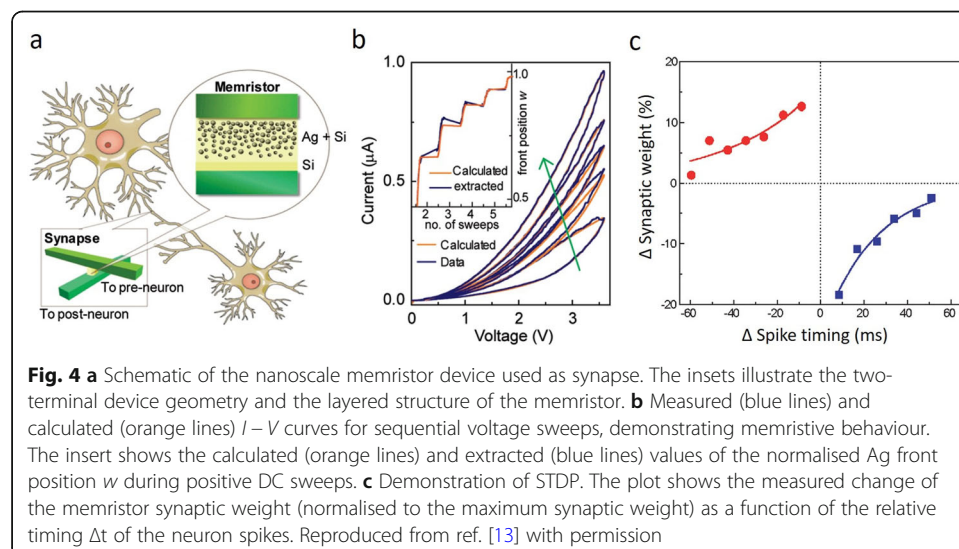 a
Memristor
Ag + Si
Si
Synapse
To pre-neuron
To post-neuron
b
1.0
0.5
0.0
Current (μA)
0
1
2
3
Voltage (V)
1.0
0.5
front position w
2
3
4
5
no. of sweeps
Calculated
extracted
Calculated
Data
c
20
10
0
-10
-20
Δ Synaptic weight (%)
-60
-40
-20
0
20
40
60
Δ Spike timing (ms)
Fig. 4 a Schematic of the nanoscale memristor device used as synapse. The insets illustrate the two-
terminal device geometry and the layered structure of the memristor. b Measured (blue lines) and
calculated (orange lines) I – V curves for sequential voltage sweeps, demonstrating memristive behaviour.
The insert shows the calculated (orange lines) and extracted (blue lines) values of the normalised Ag front
position w during positive DC sweeps. c Demonstration of STDP. The plot shows the measured change of
the memristor synaptic weight (normalised to the maximum synaptic weight) as a function of the relative
timing Δt of the neuron spikes. Reproduced from ref. [13] with permission